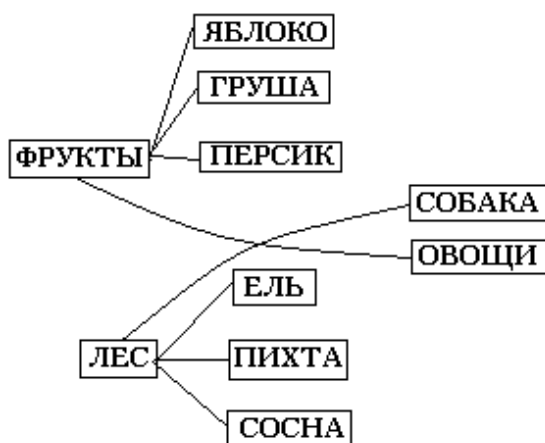 ЯБЛОКО
ГРУША
ФРУКТЫ
ПЕРСИК
СОБАКА
ОВОЩИ
ЕЛЬ
ЛЕС
ПИХТА
СОСНА